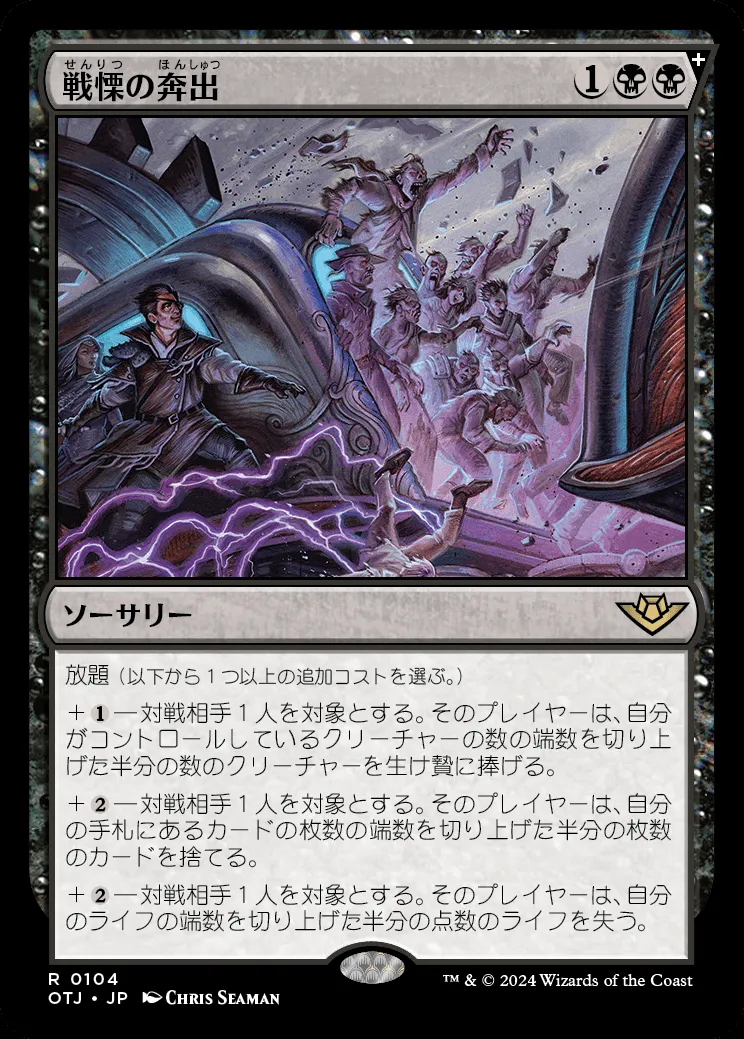 せんりつ ほんしゅつ
戦慄の奔出 1
+
ソーサリー
放題（以下から１つ以上の追加コストを選ぶ。）
＋ 1 ―対戦相手１人を対象とする。そのプレイヤーは、自分
がコントロールしているクリーチャーの数の端数を切り上
げた半分の数のクリーチャーを生け贄に捧げる。
＋ 2 ―対戦相手１人を対象とする。そのプレイヤーは、自分
の手札にあるカードの枚数の端数を切り上げた半分の枚数
のカードを捨てる。
＋ 2 ―対戦相手１人を対象とする。そのプレイヤーは、自分
のライフの端数を切り上げた半分の点数のライフを失う。
R 0104
OTJ • JP CHRIS SEAMAN
™ & © 2024 Wizards of the Coast